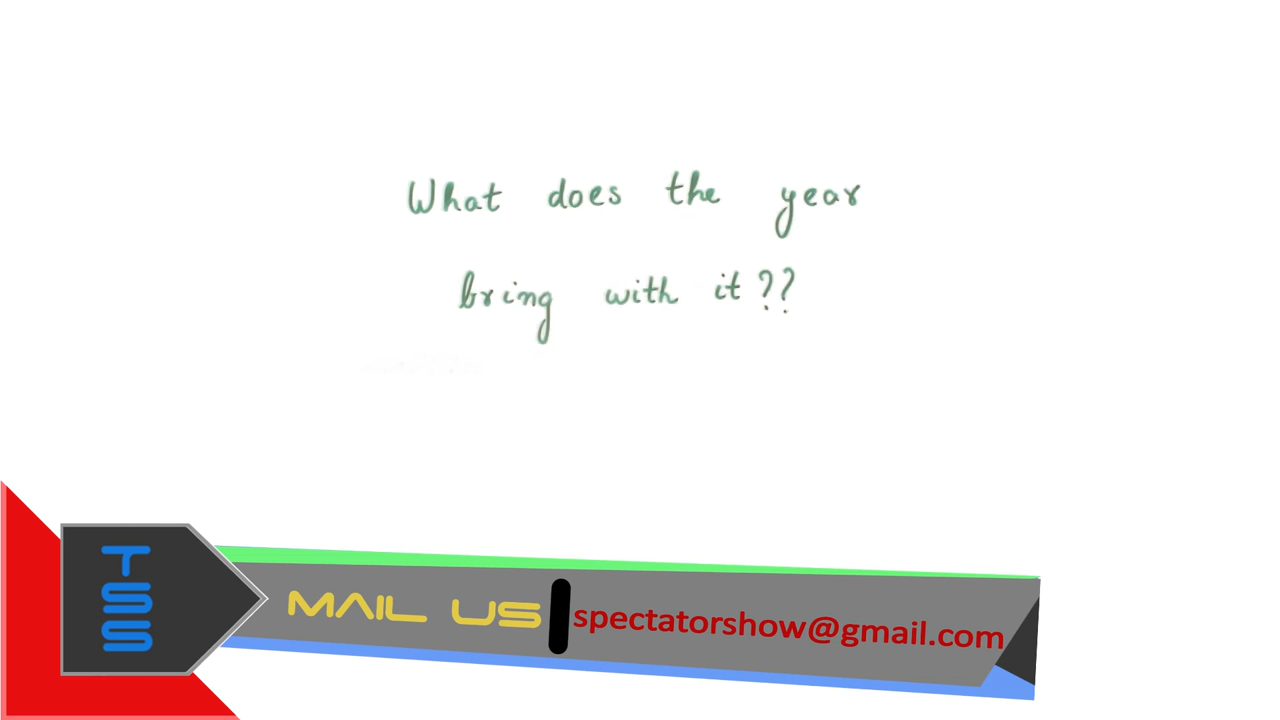 What does the year
bring with it??
TSS
MAIL US
spectatorshow@gmail.com